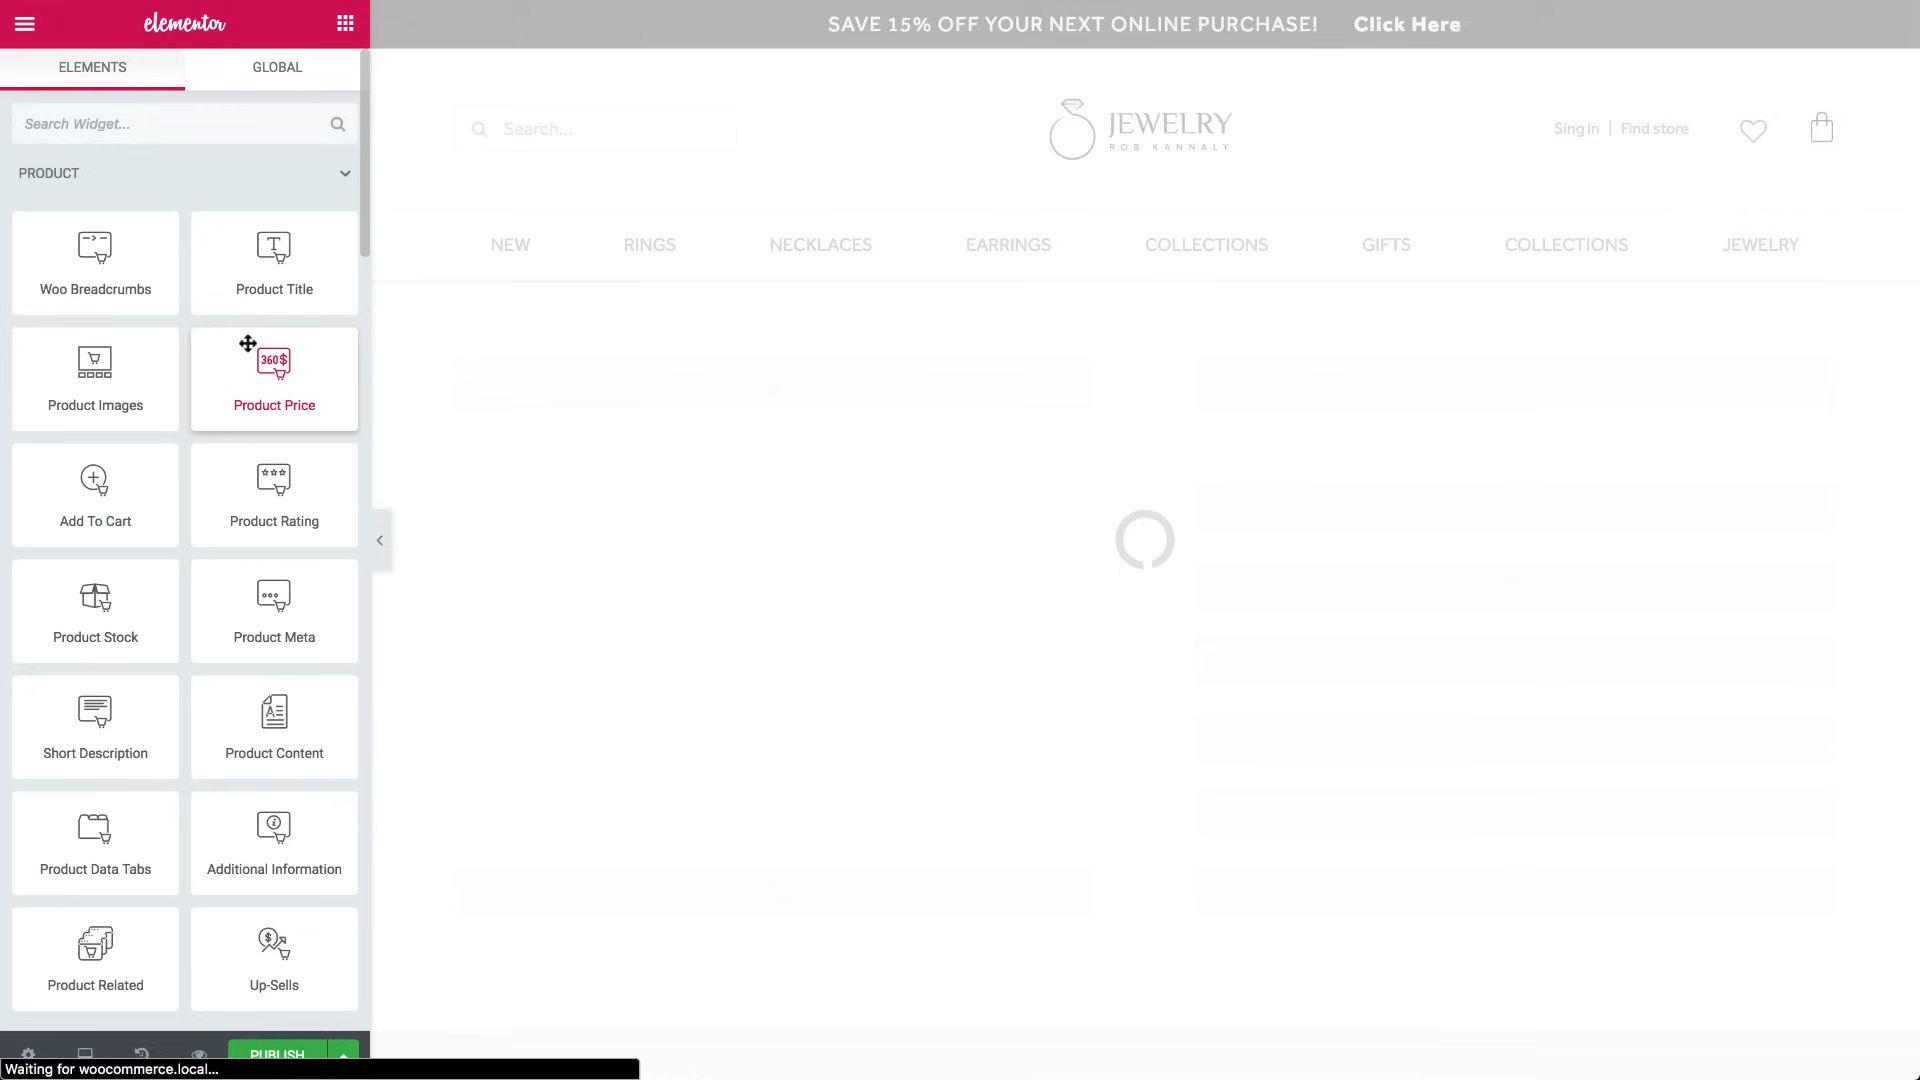 elementor
SAVE 15% OFF YOUR NEXT ONLINE PURCHASE! Click Here
ELEMENTS GLOBAL
Search Widget...
Search...
JEWELRY
ROB KANNALY
Sing in | Find store
PRODUCT
NEW RINGS NECKLACES EARRINGS COLLECTIONS GIFTS COLLECTIONS JEWELRY
Woo Breadcrumbs Product Title
360$
Product Images Product Price
Add To Cart Product Rating
Product Stock Product Meta
Short Description Product Content
Product Data Tabs Additional Information
Product Related Up-Sells
PUBLISH
Waiting for woocommerce.local...